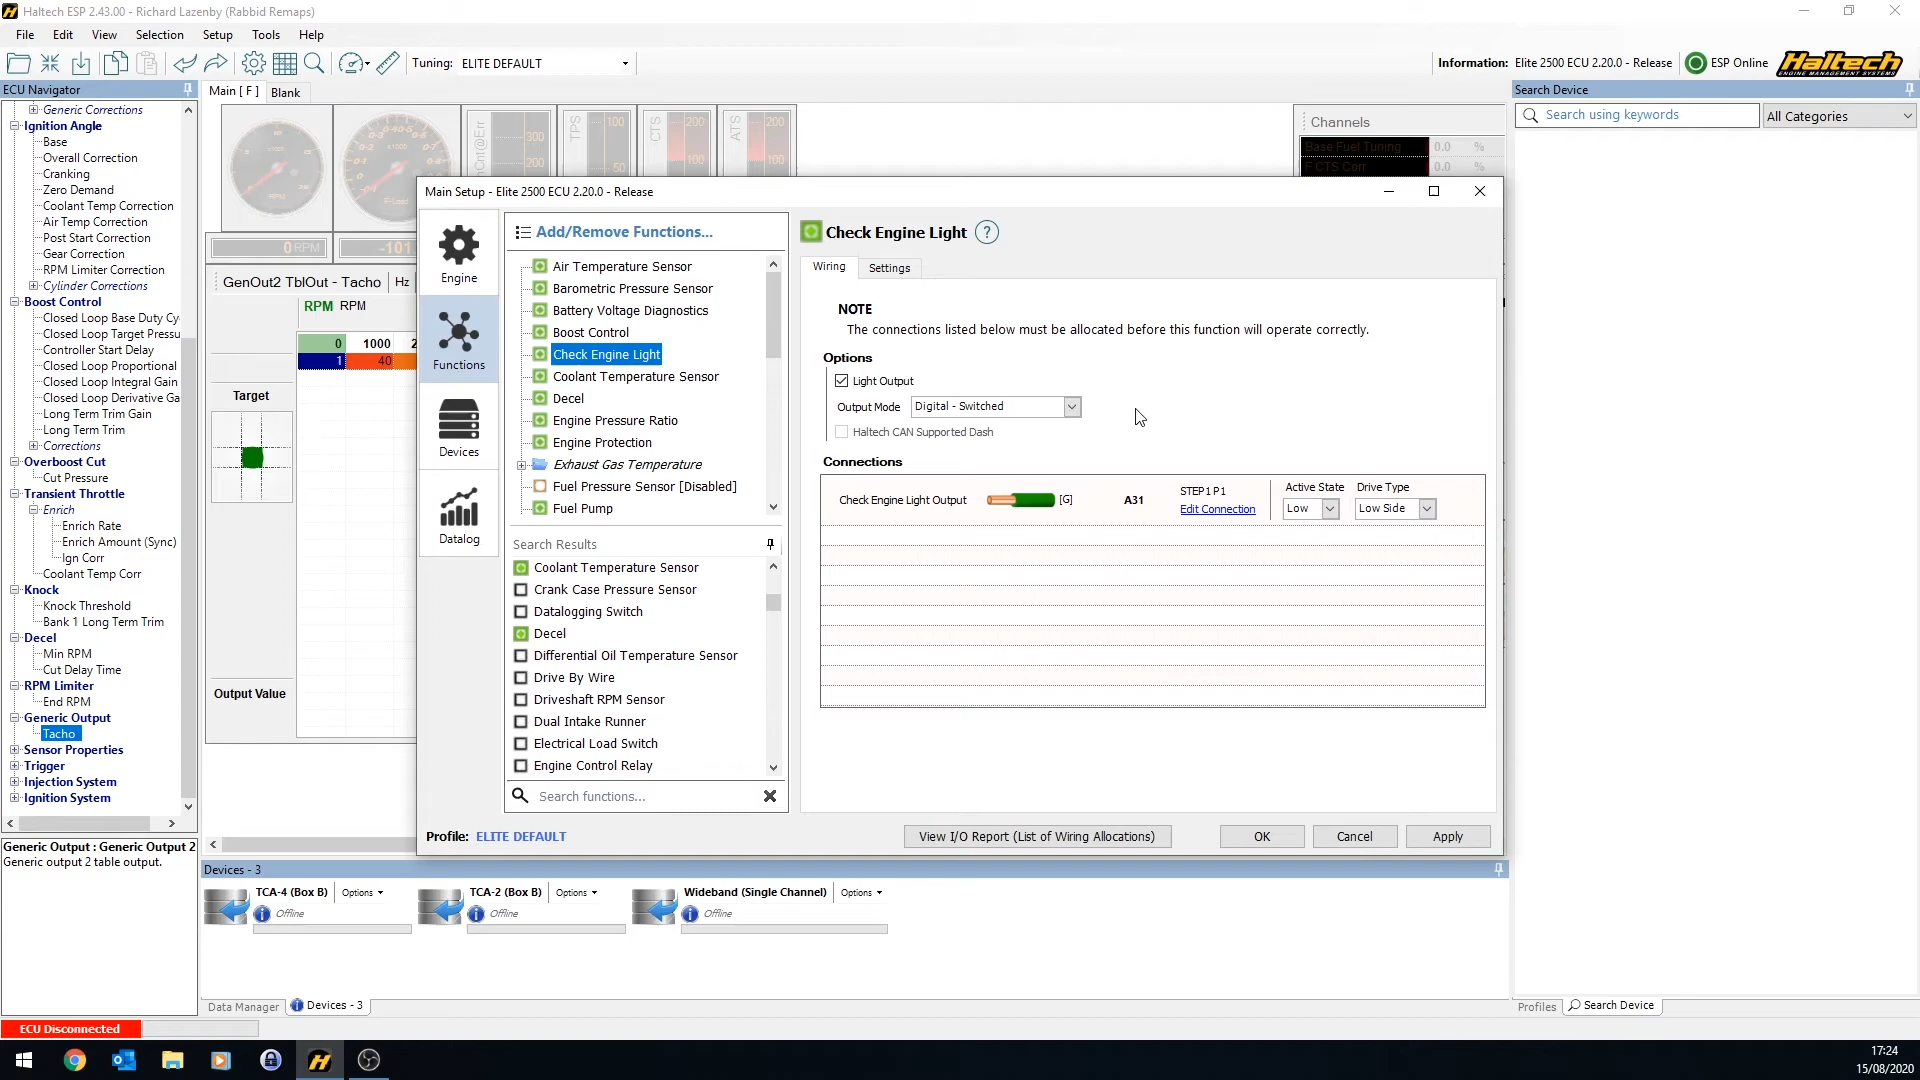 Haltech ESP 2.43.00 - Richard Lazenby (Rabbid Remaps)
File Edit View Selection Setup Tools Help
Tuning: ELITE DEFAULT
Information: Elite 2500 ECU 2.20.0 - Release ESP Online Haltech
ENGINE MANAGEMENT SYSTEMS
ECU Navigator
Generic Corrections
Ignition Angle
Base
Overall Correction
Cranking
Zero Demand
Coolant Temp Correction
Air Temp Correction
Post Start Correction
Gear Correction
RPM Limiter Correction
Cylinder Corrections
Boost Control
Closed Loop Base Duty Cy
Closed Loop Target Pressu
Controller Start Delay
Closed Loop Proportional
Closed Loop Integral Gain
Closed Loop Derivative Ga
Long Term Trim Gain
Long Term Trim
Corrections
Overboost Cut
Cut Pressure
Transient Throttle
Enrich
Enrich Rate
Enrich Amount (Sync)
Ign Corr
Coolant Temp Corr
Knock
Knock Threshold
Bank 1 Long Term Trim
Decel
Min RPM
Cut Delay Time
RPM Limiter
End RPM
Generic Output
Tacho
Sensor Properties
Trigger
Injection System
Ignition System
Generic Output : Generic Output 2
Generic output 2 table output.
Main [ F ] Blank
TPS
CTS
ATS
300
200
100
50
200
100
200
100
0 RPM
-101
Channels
Base Fuel Tuning 0.0 %
F CTS Corr 0.0 %
GenOut2 TblOut - Tacho Hz
RPM RPM
0 1000 2
1 40
Target
Output Value
Main Setup - Elite 2500 ECU 2.20.0 - Release
Engine
Functions
Devices
Datalog
Add/Remove Functions...
Air Temperature Sensor
Barometric Pressure Sensor
Battery Voltage Diagnostics
Boost Control
Check Engine Light
Coolant Temperature Sensor
Decel
Engine Pressure Ratio
Engine Protection
Exhaust Gas Temperature
Fuel Pressure Sensor [Disabled]
Fuel Pump
Search Results
Coolant Temperature Sensor
Crank Case Pressure Sensor
Datalogging Switch
Decel
Differential Oil Temperature Sensor
Drive By Wire
Driveshaft RPM Sensor
Dual Intake Runner
Electrical Load Switch
Engine Control Relay
Search functions...
Check Engine Light ?
Wiring Settings
NOTE
The connections listed below must be allocated before this function will operate correctly.
Options
Light Output
Output Mode Digital - Switched
Haltech CAN Supported Dash
Connections
Check Engine Light Output [G] A31 STEP1 P1 Edit Connection Active State Low Drive Type Low Side
Profile: ELITE DEFAULT
View I/O Report (List of Wiring Allocations) OK Cancel Apply
Search Device
Search using keywords All Categories
Devices - 3
TCA-4 (Box B) Options Offline
TCA-2 (Box B) Options Offline
Wideband (Single Channel) Options Offline
Data Manager Devices - 3
Profiles Search Device
ECU Disconnected
17:24
15/08/2020